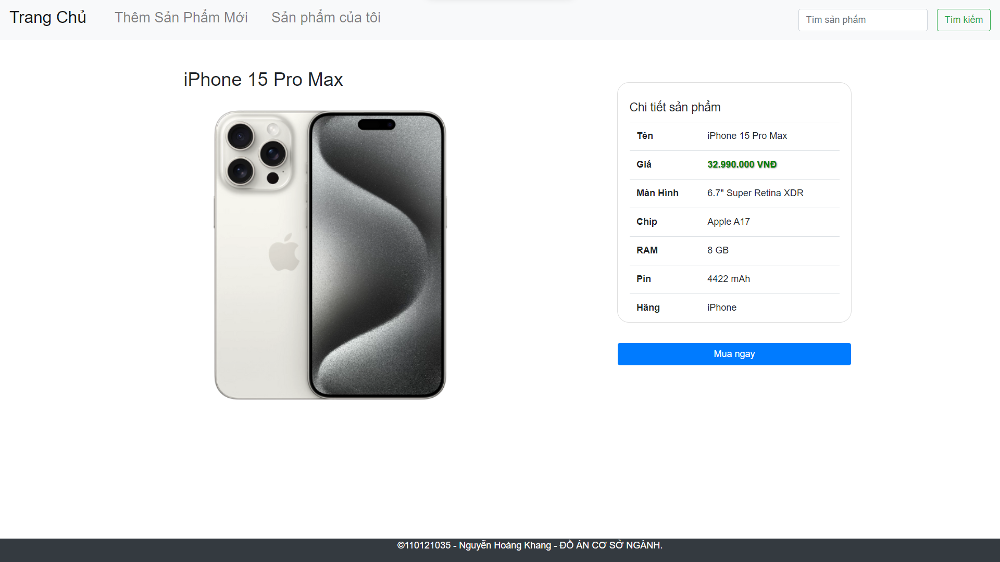 Trang Chủ
Thêm Sản Phẩm Mới
Sản phẩm của tôi
Tìm sản phẩm
Tìm kiếm
iPhone 15 Pro Max
Chi tiết sản phẩm
Tên iPhone 15 Pro Max
Giá 32.990.000 VNĐ
Màn Hình 6.7" Super Retina XDR
Chip Apple A17
RAM 8 GB
Pin 4422 mAh
Hãng iPhone
Mua ngay
©110121035 - Nguyễn Hoàng Khang - ĐỒ ÁN CƠ SỞ NGÀNH.